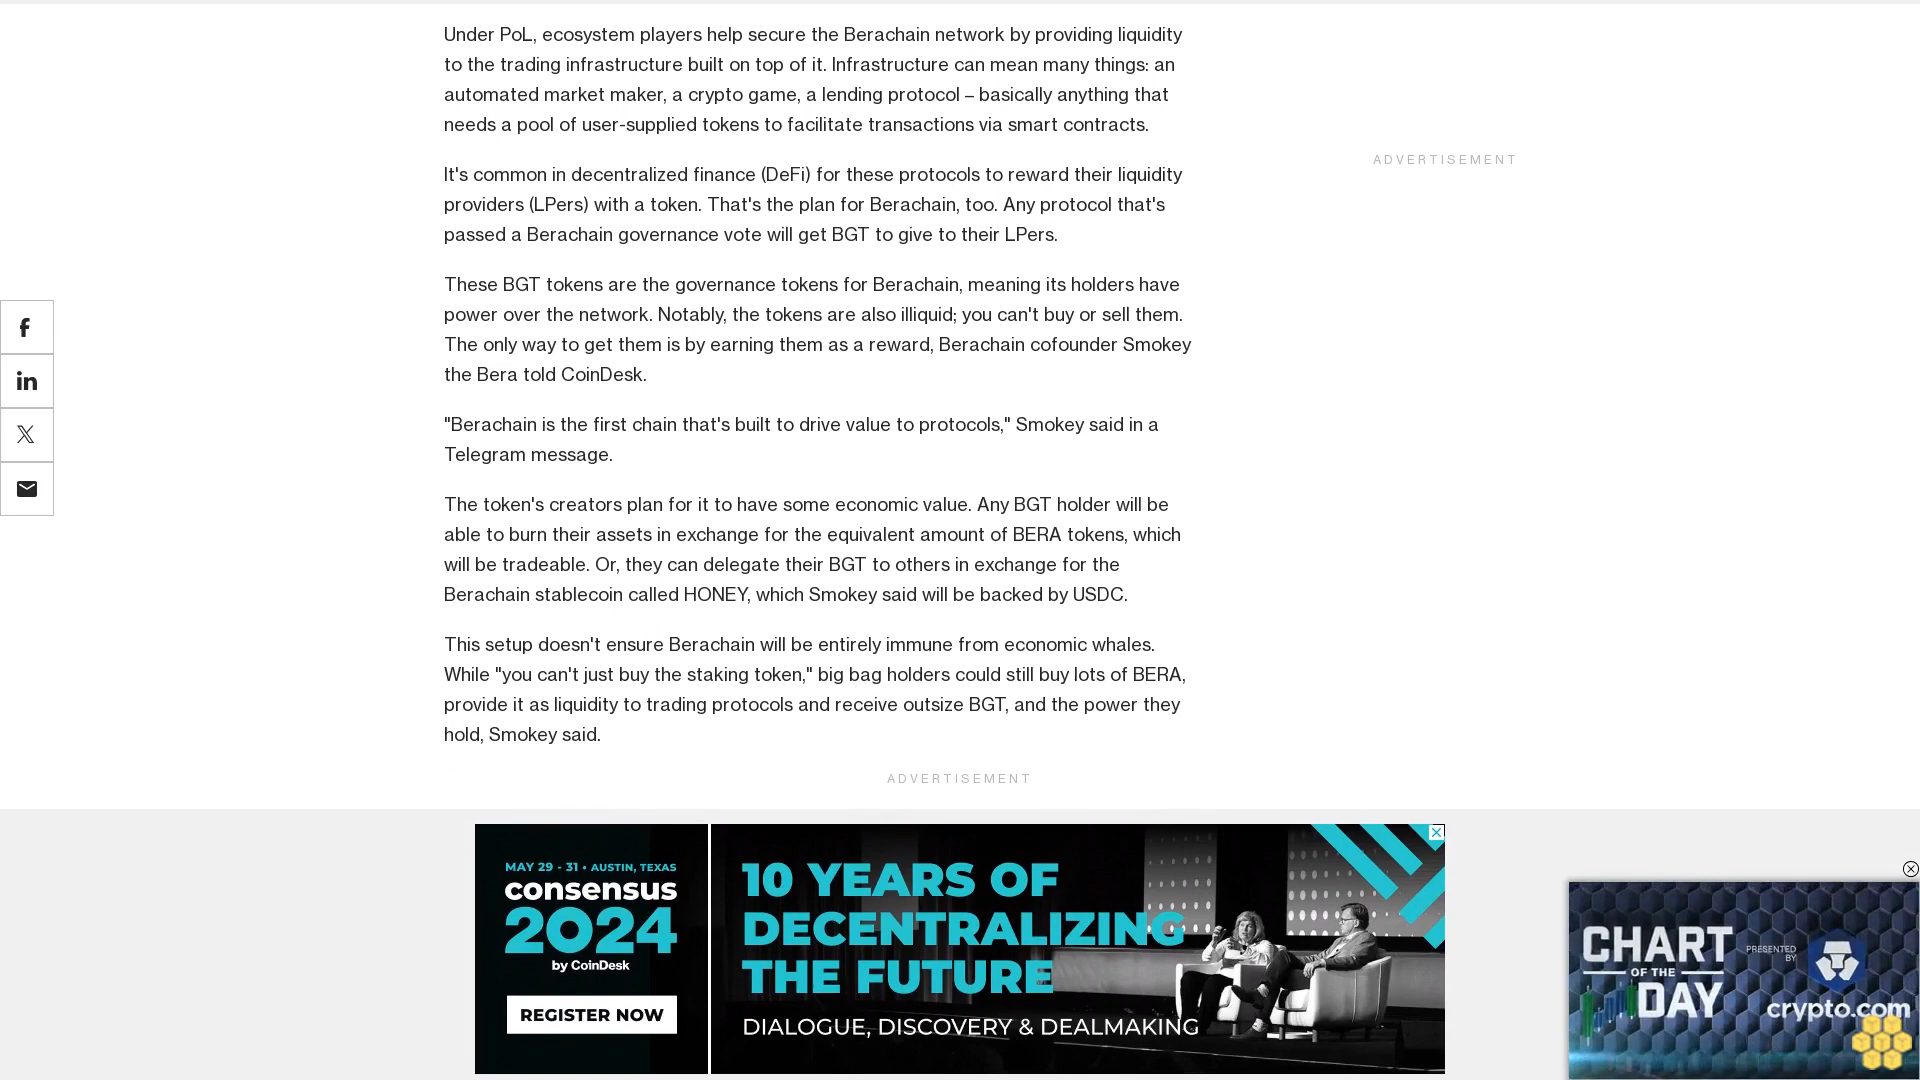 Under PoL, ecosystem players help secure the Berachain network by providing liquidity
to the trading infrastructure built on top of it. Infrastructure can mean many things: an
automated market maker, a crypto game, a lending protocol – basically anything that
needs a pool of user-supplied tokens to facilitate transactions via smart contracts.
ADVERTISEMENT
It's common in decentralized finance (DeFi) for these protocols to reward their liquidity
providers (LPers) with a token. That's the plan for Berachain, too. Any protocol that's
passed a Berachain governance vote will get BGT to give to their LPers.
These BGT tokens are the governance tokens for Berachain, meaning its holders have
power over the network. Notably, the tokens are also illiquid; you can't buy or sell them.
The only way to get them is by earning them as a reward, Berachain cofounder Smokey
the Bera told CoinDesk.
"Berachain is the first chain that's built to drive value to protocols," Smokey said in a
Telegram message.
The token's creators plan for it to have some economic value. Any BGT holder will be
able to burn their assets in exchange for the equivalent amount of BERA tokens, which
will be tradeable. Or, they can delegate their BGT to others in exchange for the
Berachain stablecoin called HONEY, which Smokey said will be backed by USDC.
This setup doesn't ensure Berachain will be entirely immune from economic whales.
While "you can't just buy the staking token," big bag holders could still buy lots of BERA,
provide it as liquidity to trading protocols and receive outsize BGT, and the power they
hold, Smokey said.
ADVERTISEMENT
MAY 29 - 31 • AUSTIN, TEXAS
consensus
2024
by CoinDesk
REGISTER NOW
10 YEARS OF
DECENTRALIZING
THE FUTURE
DIALOGUE, DISCOVERY & DEALMAKING
CHART
OF THE
DAY
PRESENTED
BY
crypto.com